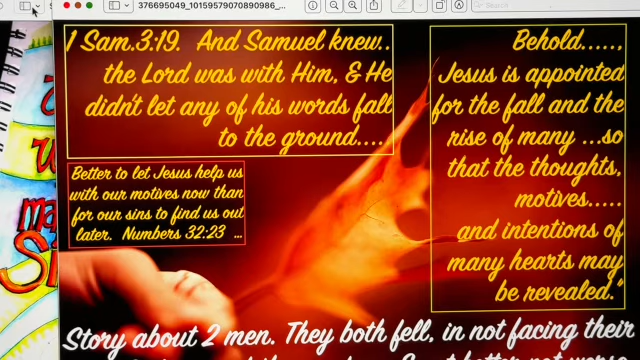 376695049_10159579070890986_...
Search
1 Sam.3:19. And Samuel knew..
the Lord was with Him, & He
didn't let any of his words fall
to the ground....
Better to let Jesus help us
with our motives now than
for our sins to find us out
later. Numbers 32:23 ...
Behold.....,
Jesus is appointed
for the fall and the
rise of many ...so
that the thoughts,
motives.....
and intentions of
many hearts may
be revealed."
Story about 2 men. They both fell, in not facing their